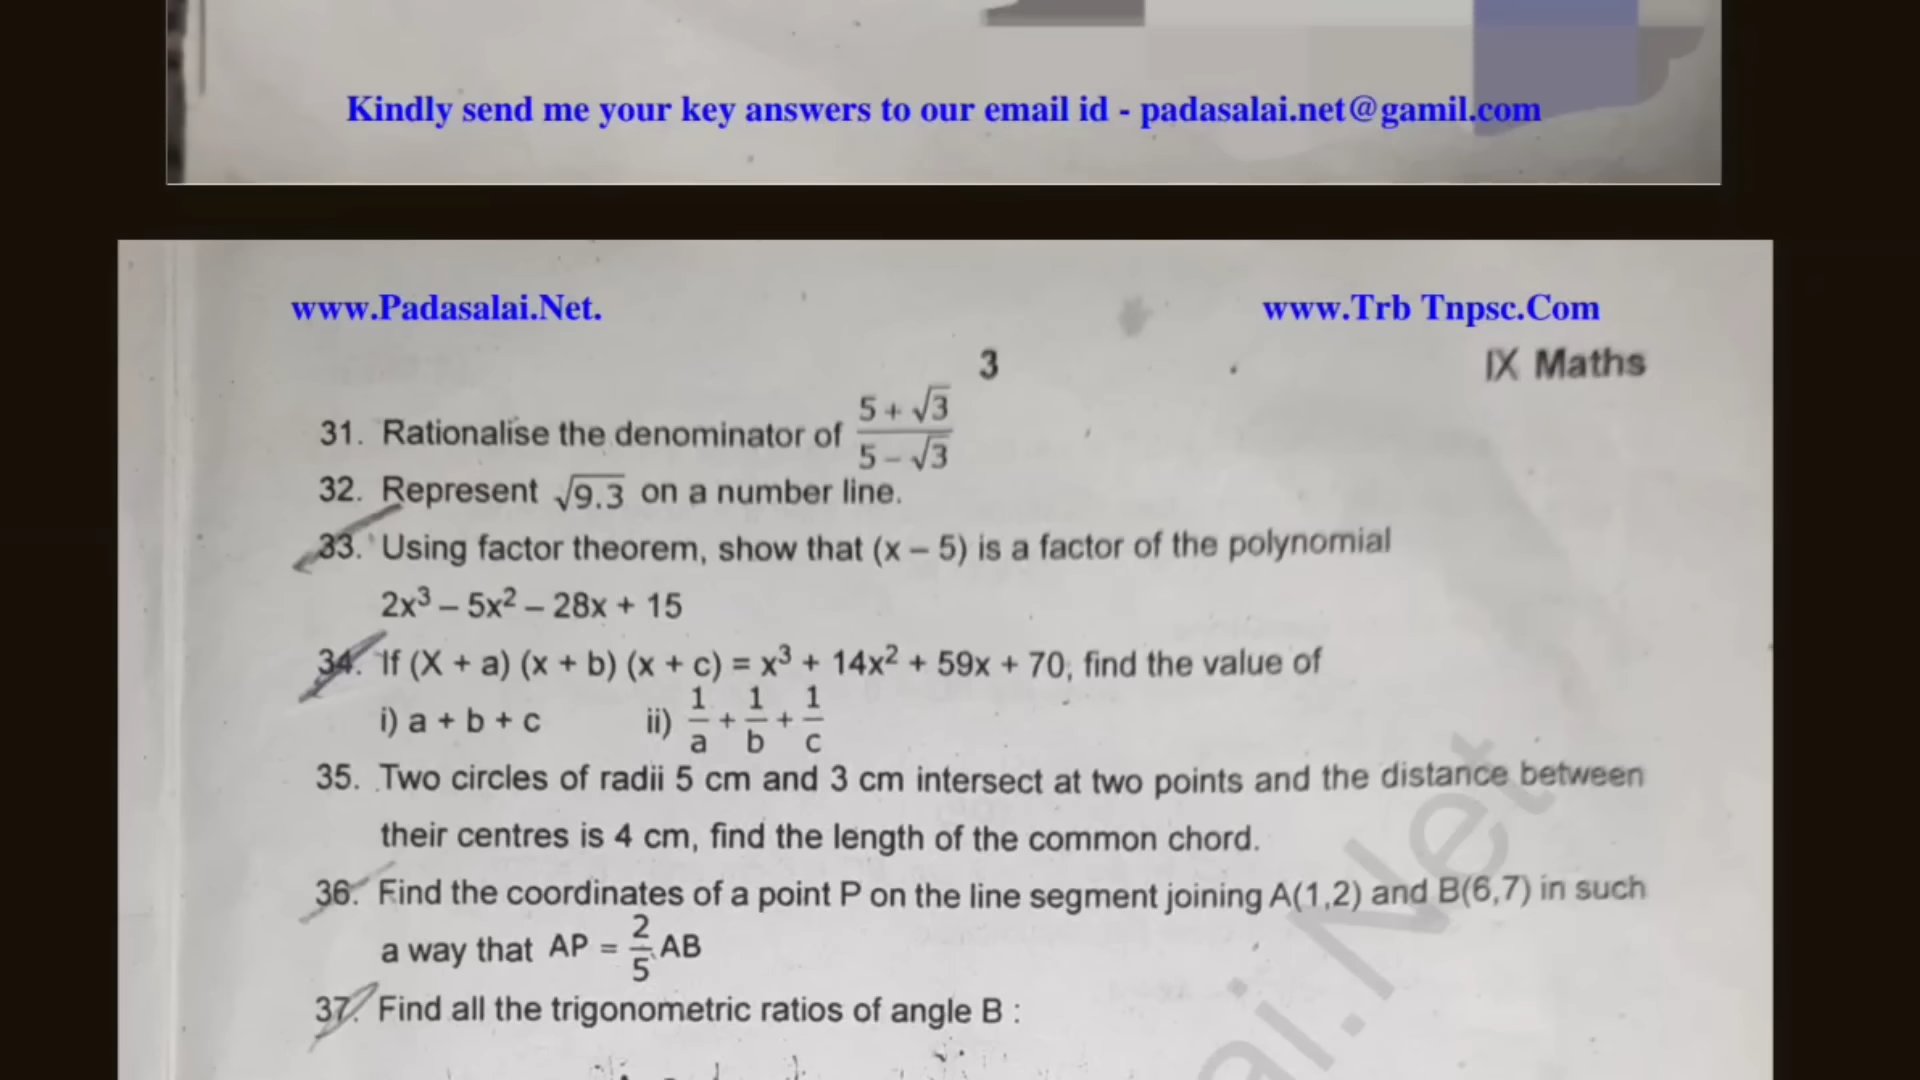 Kindly send me your key answers to our email id - padasalai.net@gamil.com
www.Padasalai.Net.
www.Trb Tnpsc.Com
3
IX Maths
31. Rationalise the denominator of (5 + √3)/(5 – √3)
32. Represent √9.3 on a number line.
33. Using factor theorem, show that (x – 5) is a factor of the polynomial
2x³ – 5x² – 28x + 15
34. If (X + a) (x + b) (x + c) = x³ + 14x² + 59x + 70, find the value of
i) a + b + c ii) 1/a + 1/b + 1/c
35. Two circles of radii 5 cm and 3 cm intersect at two points and the distance between
their centres is 4 cm, find the length of the common chord.
36. Find the coordinates of a point P on the line segment joining A(1,2) and B(6,7) in such
a way that AP = 2/5 AB
37. Find all the trigonometric ratios of angle B :
ai.Net